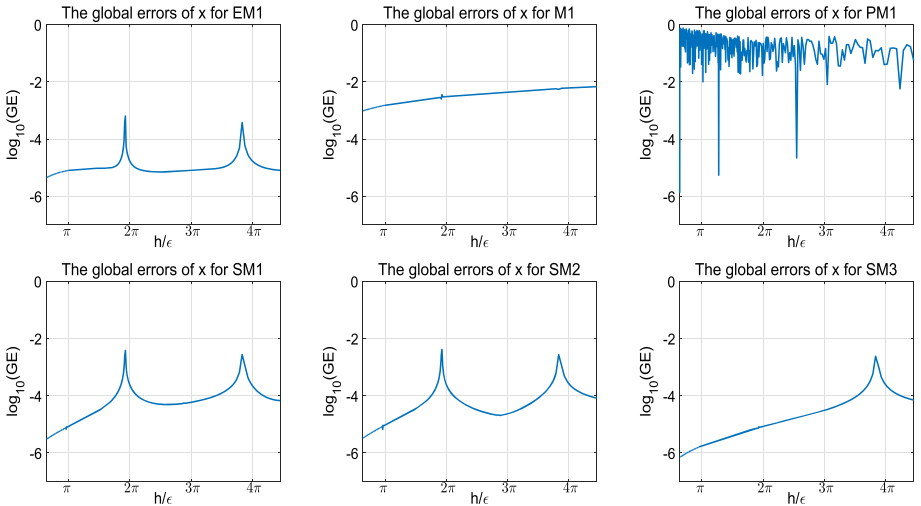 The global errors of x for EM1
0
-2
-4
-6
log10(GE)
π
2π
3π
4π
h/ϵ
The global errors of x for M1
0
-2
-4
-6
log10(GE)
π
2π
3π
4π
h/ϵ
The global errors of x for PM1
0
-2
-4
-6
log10(GE)
π
2π
3π
4π
h/ϵ
The global errors of x for SM1
0
-2
-4
-6
log10(GE)
π
2π
3π
4π
h/ϵ
The global errors of x for SM2
0
-2
-4
-6
log10(GE)
π
2π
3π
4π
h/ϵ
The global errors of x for SM3
0
-2
-4
-6
log10(GE)
π
2π
3π
4π
h/ϵ